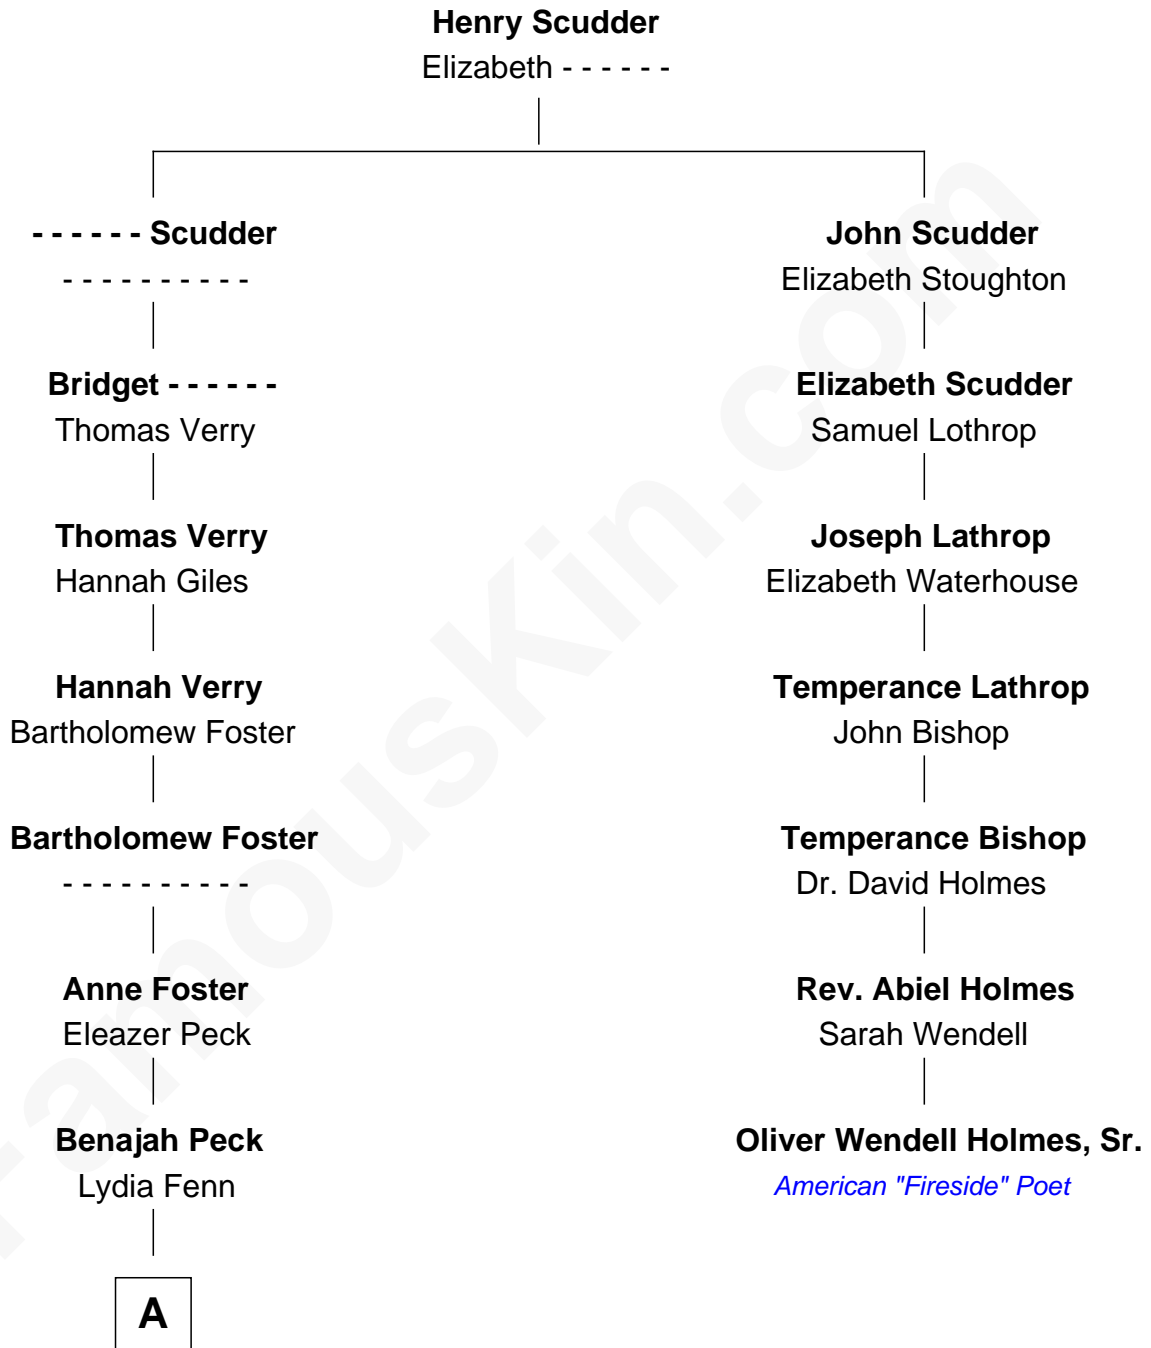 Henry Scudder
Elizabeth - - - - - -
- - - - - - Scudder
- - - - - - - - - -
John Scudder
Elizabeth Stoughton
Bridget - - - - - -
Thomas Verry
Elizabeth Scudder
Samuel Lothrop
Thomas Verry
Hannah Giles
Joseph Lathrop
Elizabeth Waterhouse
Hannah Verry
Bartholomew Foster
Temperance Lathrop
John Bishop
Bartholomew Foster
- - - - - - - - - -
Temperance Bishop
Dr. David Holmes
Anne Foster
Eleazer Peck
Rev. Abiel Holmes
Sarah Wendell
Benajah Peck
Lydia Fenn
Oliver Wendell Holmes, Sr.
American "Fireside" Poet
A
FamousKin.com